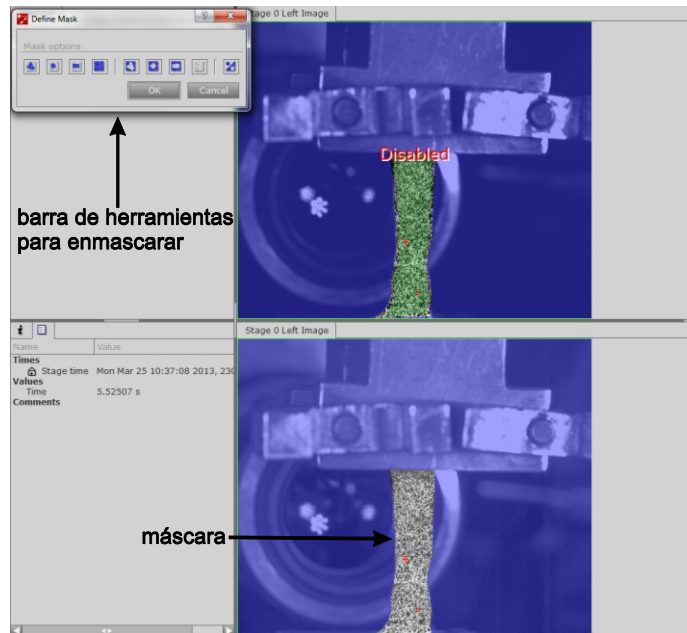 Define Mask
Mask options
OK
Cancel
Stage 0 Left Image
Disabled
barra de herramientas
para enmascarar
Name
Value
Times
Stage time
Mon Mar 25 10:37:08 2013, 230
Values
Time
5.52507 s
Comments
Stage 0 Left Image
máscara